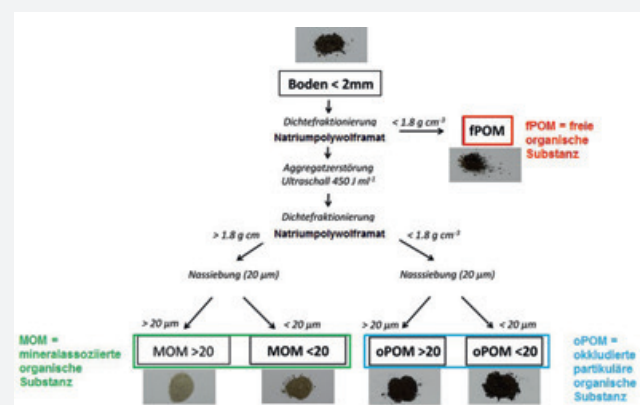 Boden < 2mm
Dichtefraktionierung
Natriumpolywolframat
< 1.8 g cm⁻³
fPOM
fPOM = freie
organische
Substanz
Aggregatzerstörung
Ultraschall 450 J ml⁻¹
Dichtefraktionierung
Natriumpolywolframat
> 1.8 g cm
< 1.8 g cm⁻³
Nassiebung (20 µm)
Nasssiebung (20 µm)
> 20 µm
< 20 µm
> 20 µm
< 20 µm
MOM =
mineralassoziierte
organische
Substanz
MOM >20
MOM <20
oPOM >20
oPOM <20
oPOM =
okkludierte
partikuläre
organische
Substanz